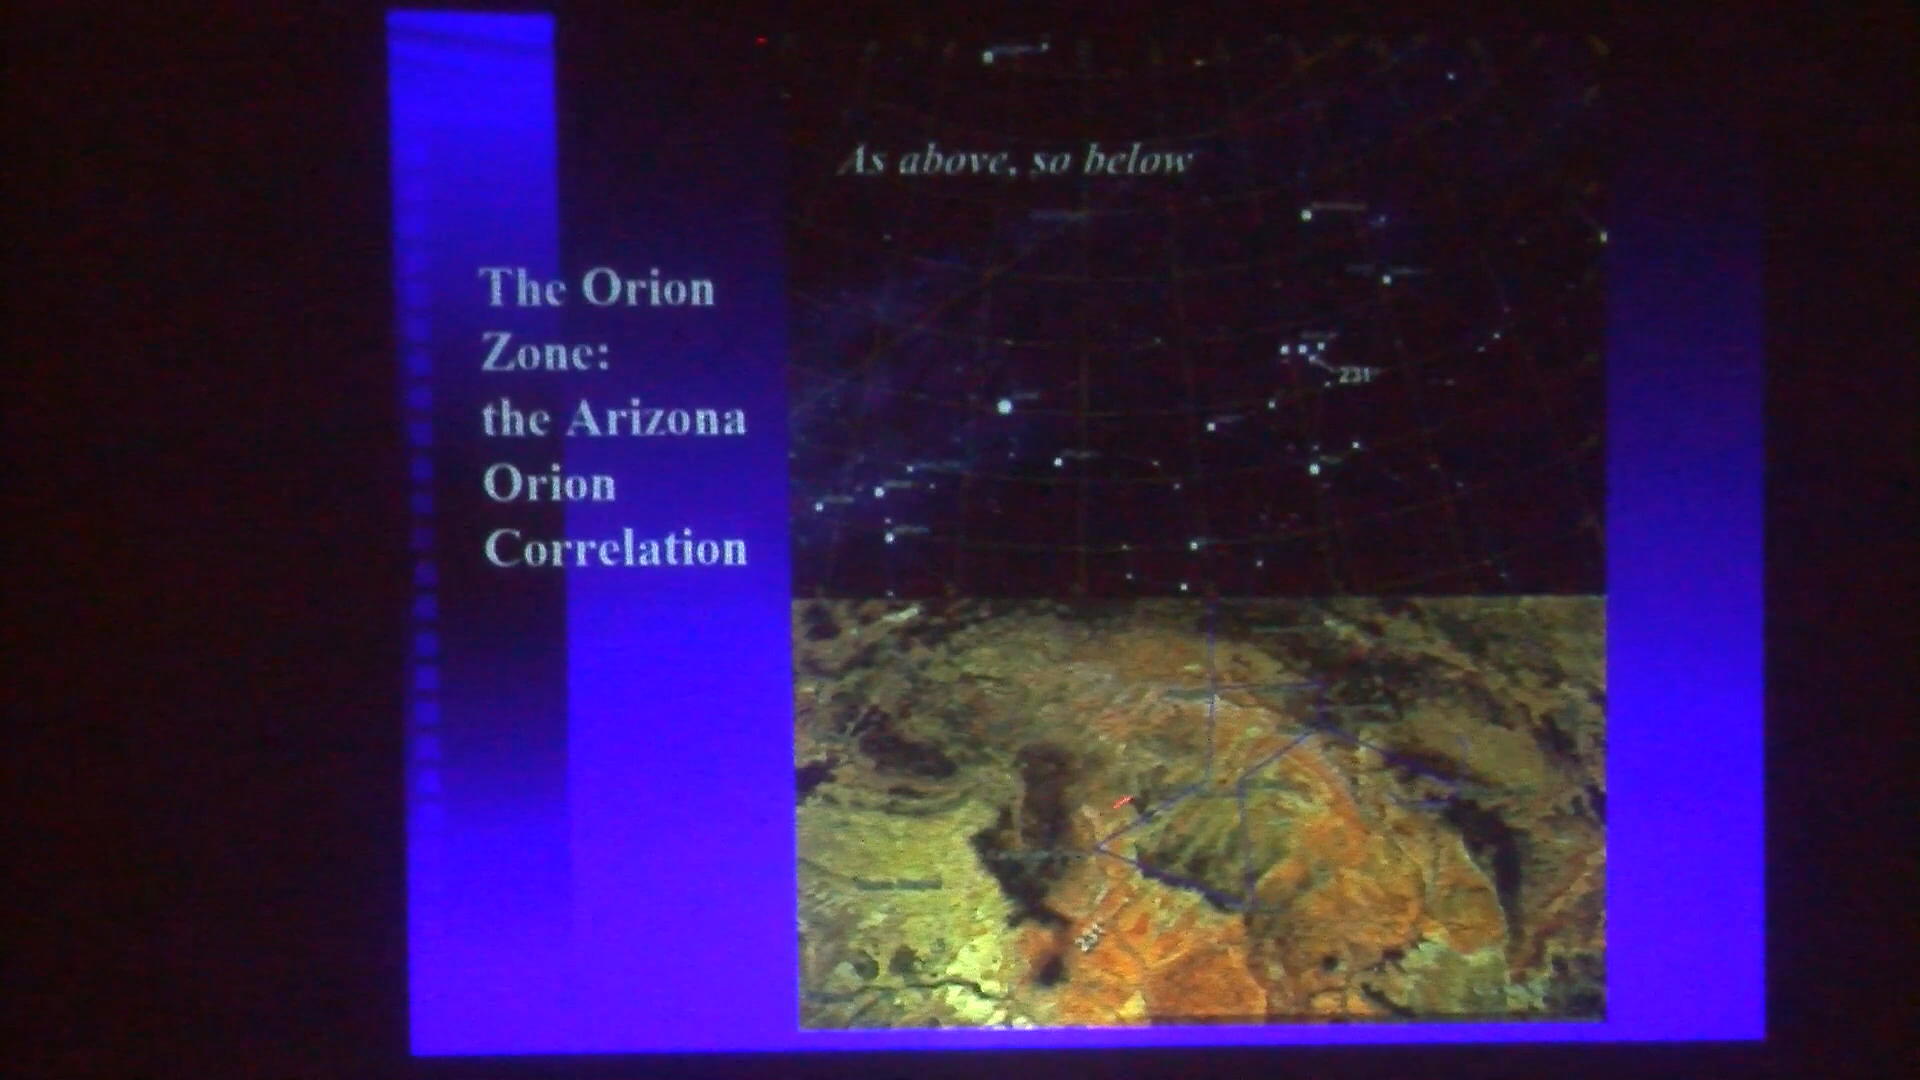 As above, so below
The Orion
Zone:
the Arizona
Orion
Correlation
231°
231°